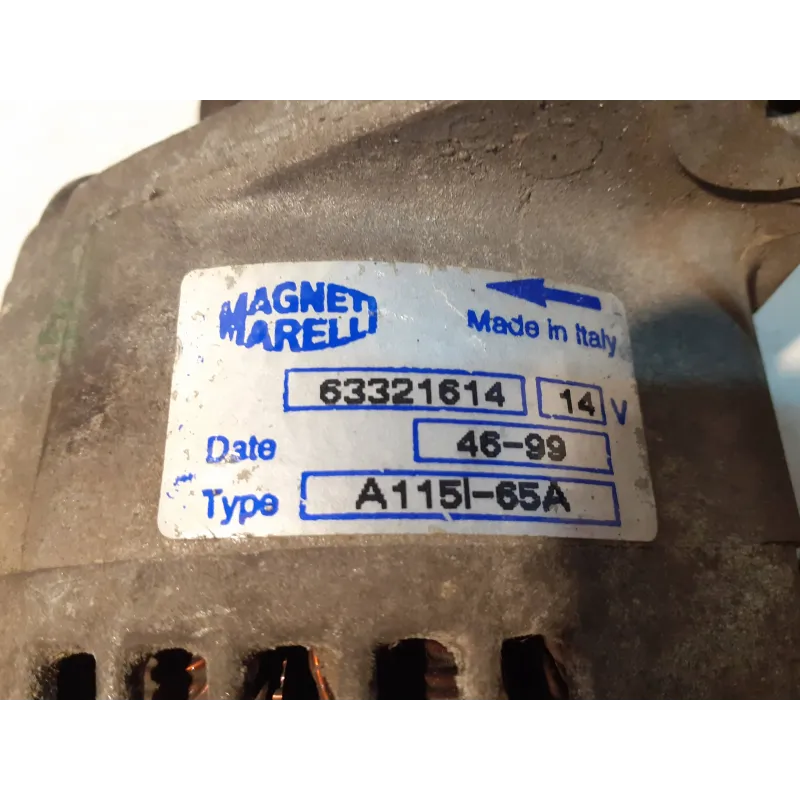 MAGNETI
MARELLI
Made in Italy
63321614 14 V
Date 46-99
Type A115I-65A